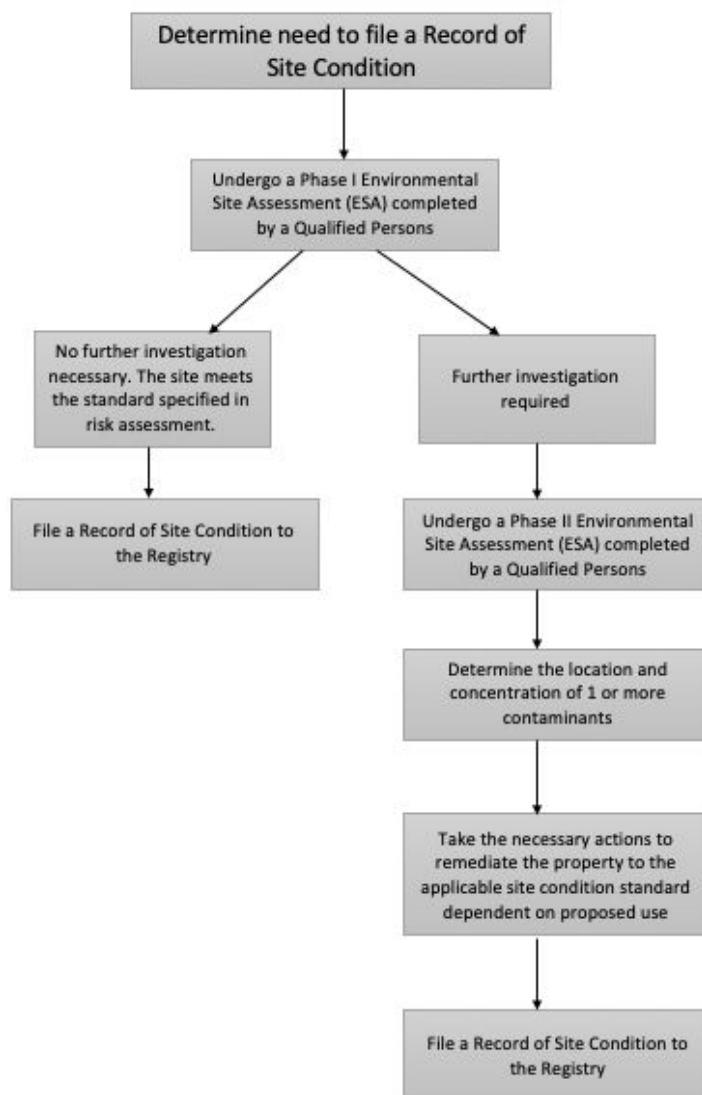 Determine need to file a Record of
Site Condition
Undergo a Phase I Environmental
Site Assessment (ESA) completed
by a Qualified Persons
No further investigation
necessary. The site meets
the standard specified in
risk assessment.
File a Record of Site Condition to
the Registry
Further investigation
required
Undergo a Phase II Environmental
Site Assessment (ESA) completed
by a Qualified Persons
Determine the location and
concentration of 1 or more
contaminants
Take the necessary actions to
remediate the property to the
applicable site condition standard
dependent on proposed use
File a Record of Site Condition to
the Registry